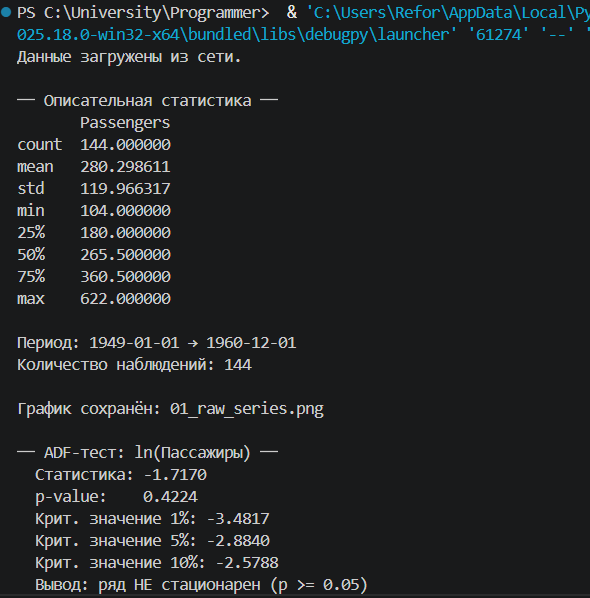 PS C:\University\Programmer>  & 'C:\Users\Refor\AppData\Local\Py
025.18.0-win32-x64\bundled\libs\debugpy\launcher' '61274' '--' '
Данные загружены из сети.
── Описательная статистика ──
Passengers
count  144.000000
mean   280.298611
std    119.966317
min    104.000000
25%    180.000000
50%    265.500000
75%    360.500000
max    622.000000
Период: 1949-01-01 → 1960-12-01
Количество наблюдений: 144
График сохранён: 01_raw_series.png
── ADF-тест: ln(Пассажиры) ──
Статистика: -1.7170
p-value:    0.4224
Крит. значение 1%: -3.4817
Крит. значение 5%: -2.8840
Крит. значение 10%: -2.5788
Вывод: ряд НЕ стационарен (p >= 0.05)